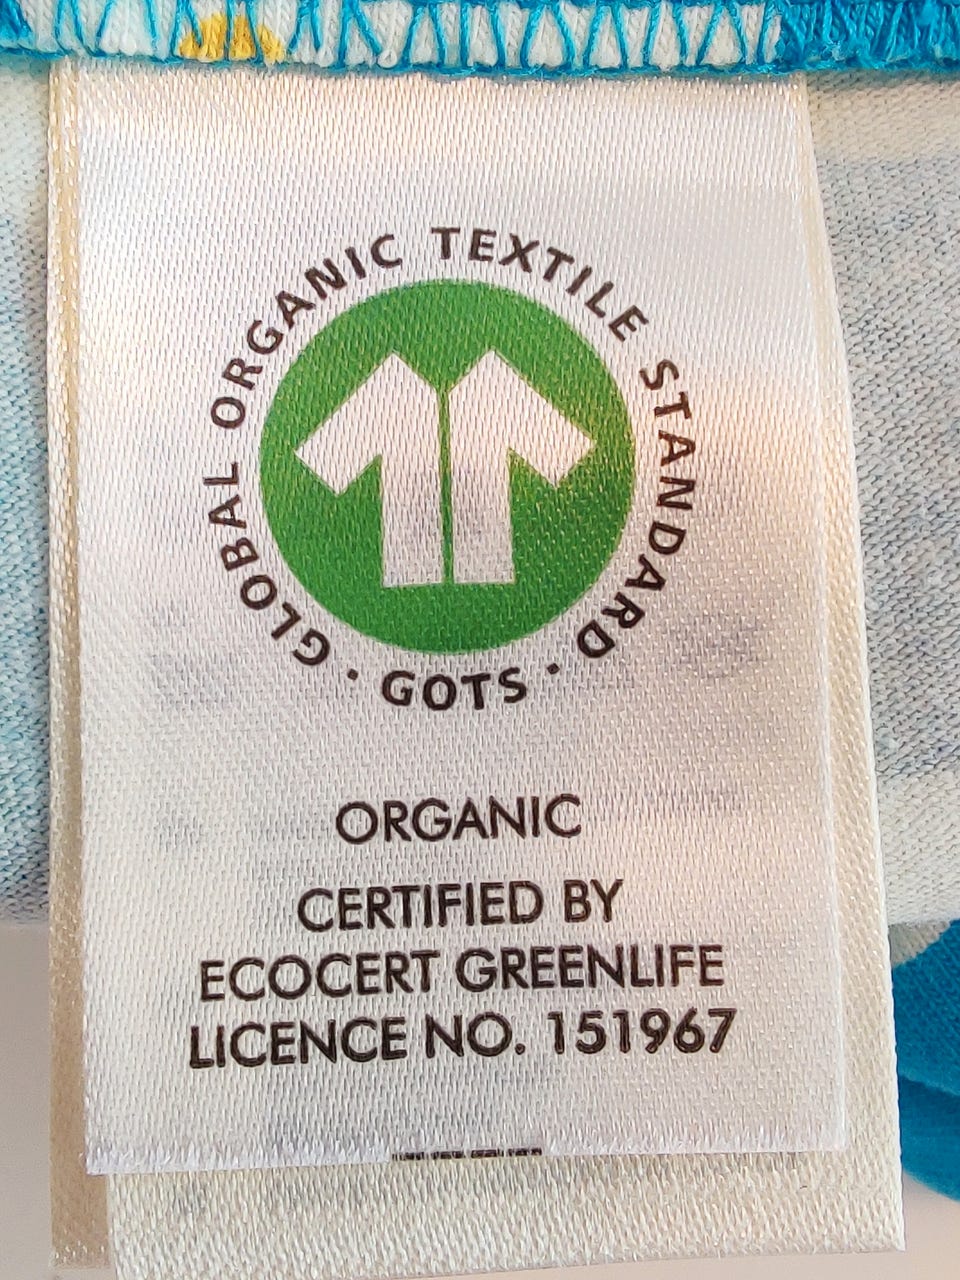 GLOBAL ORGANIC TEXTILE STANDARD
· GOTS ·
ORGANIC
CERTIFIED BY
ECOCERT GREENLIFE
LICENCE NO. 151967